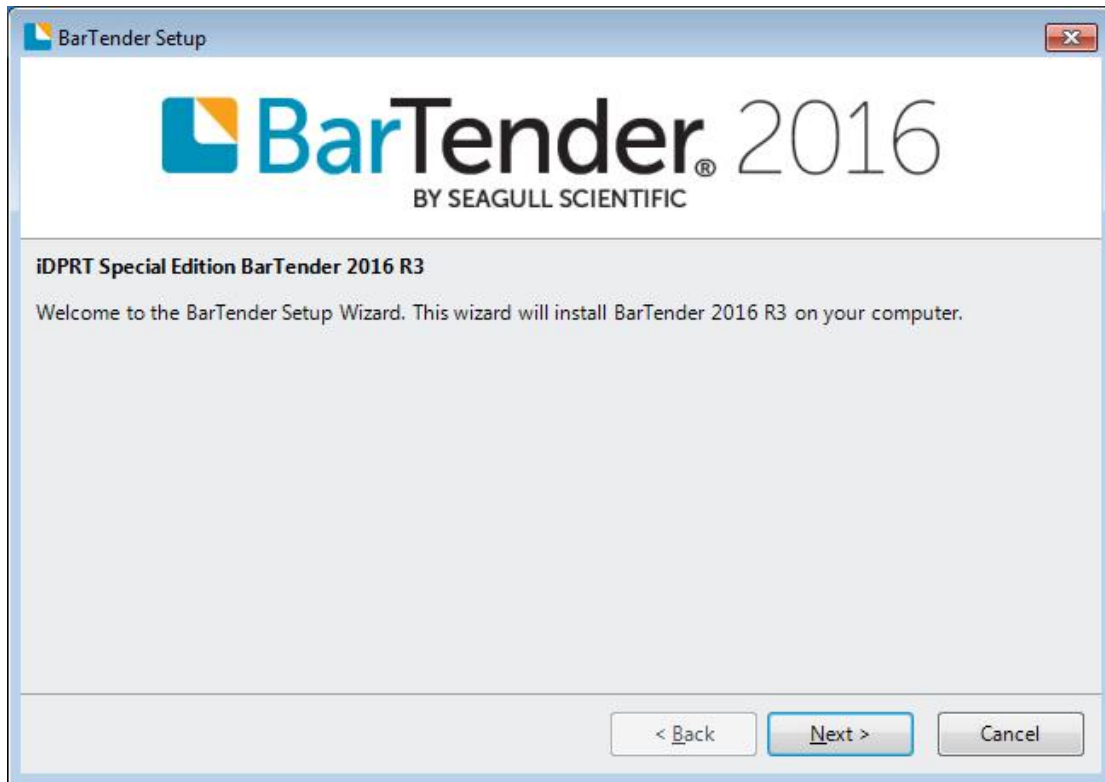 BarTender Setup
BarTender® 2016
BY SEAGULL SCIENTIFIC
iDPRT Special Edition BarTender 2016 R3
Welcome to the BarTender Setup Wizard. This wizard will install BarTender 2016 R3 on your computer.
< Back Next > Cancel